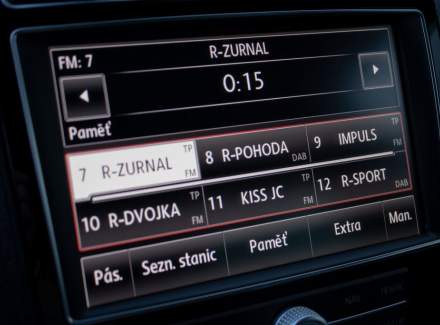 FM: 7 R-ZURNAL
0:15
Paměť
7 R-ZURNAL TP FM
8 R-POHODA DAB
9 IMPULS TP FM
10 R-DVOJKA TP FM
11 KISS JC TP FM
12 R-SPORT DAB
Pás. Sezn. stanic Paměť Extra Man.